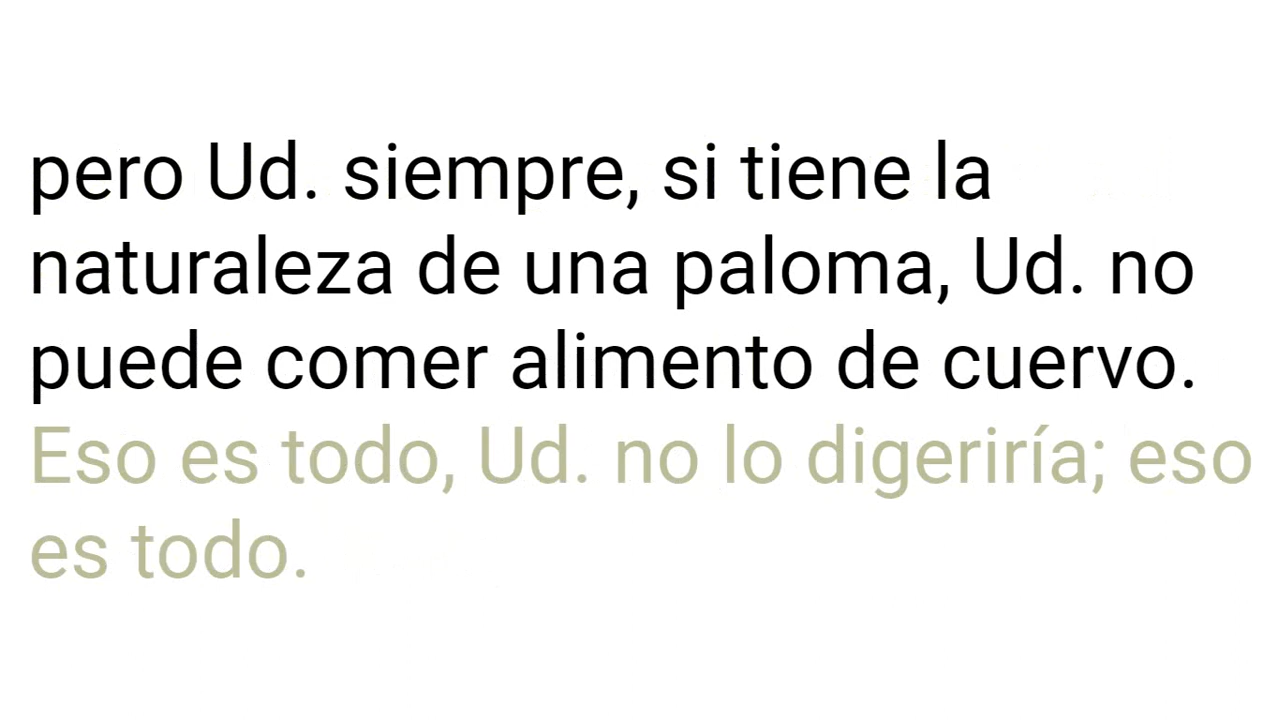 pero Ud. siempre, si tiene la
naturaleza de una paloma, Ud. no
puede comer alimento de cuervo.
Eso es todo, Ud. no lo digeriría; eso
es todo.